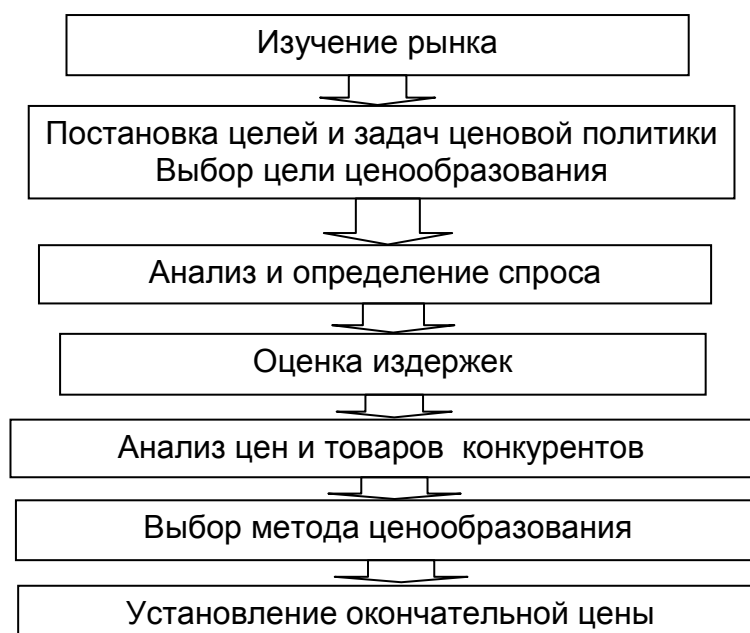 Изучение рынка
Постановка целей и задач ценовой политики
Выбор цели ценообразования
Анализ и определение спроса
Оценка издержек
Анализ цен и товаров конкурентов
Выбор метода ценообразования
Установление окончательной цены